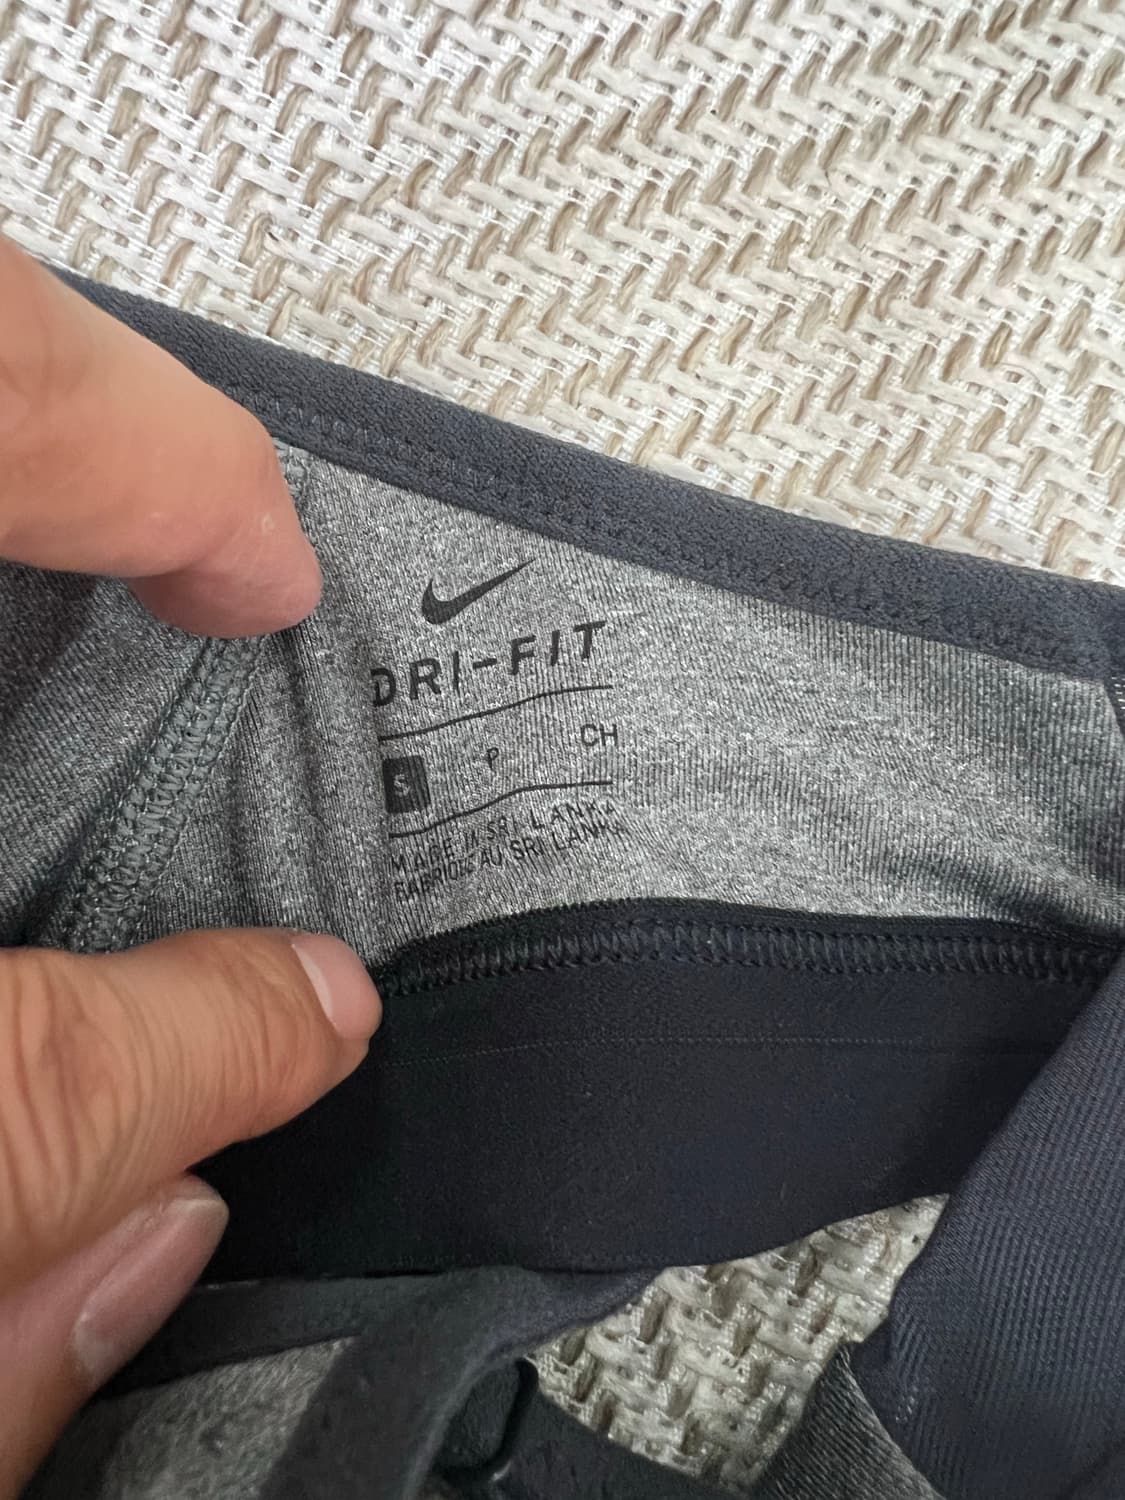 DRI-FIT
S P CH
MADE IN SRI LANKA
FABRIQUÉ AU SRI LANKA